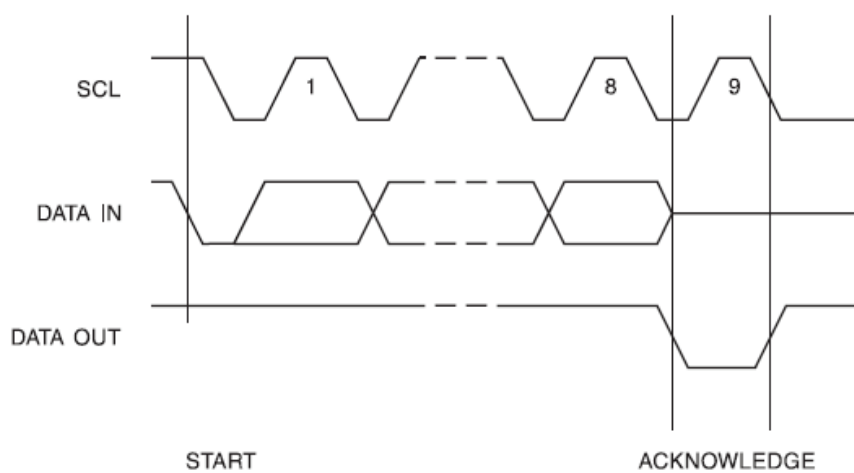 SCL
1
8
9
DATA IN
DATA OUT
START
ACKNOWLEDGE